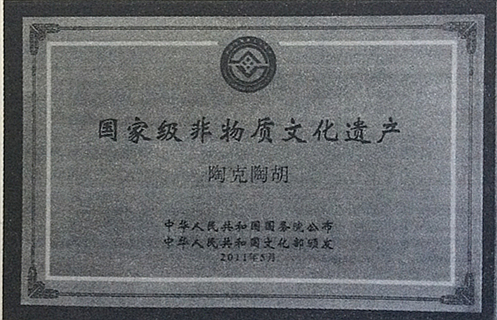 国家级非物质文化遗产
陶克陶胡
中华人民共和国国务院公布
中华人民共和国文化部颁发
2011年5月